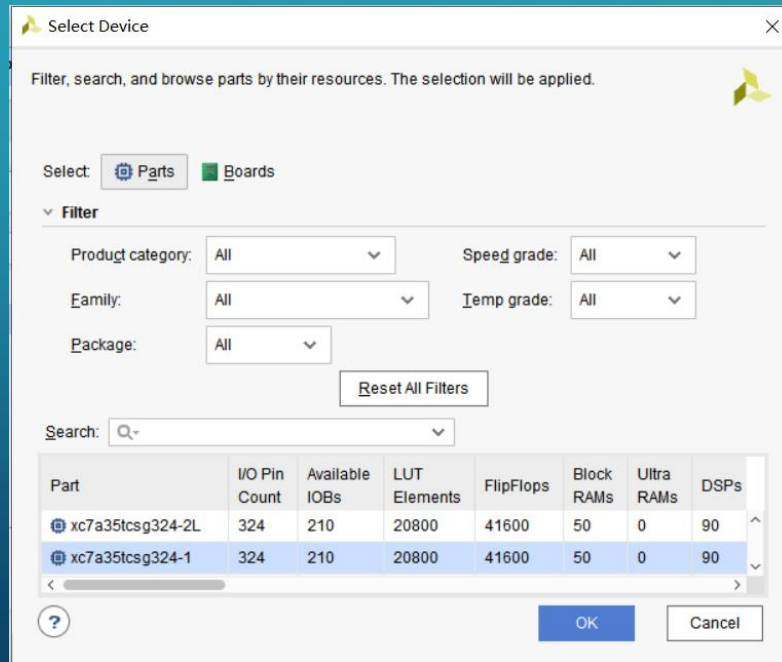 Select Device
Filter, search, and browse parts by their resources. The selection will be applied.
Select: Parts Boards
Filter
Product category: All Speed grade: All
Family: All Temp grade: All
Package: All
Reset All Filters
Search:
Part I/O Pin Count Available IOBs LUT Elements FlipFlops Block RAMs Ultra RAMs DSPs
xc7a35tcsg324-2L 324 210 20800 41600 50 0 90
xc7a35tcsg324-1 324 210 20800 41600 50 0 90
? OK Cancel